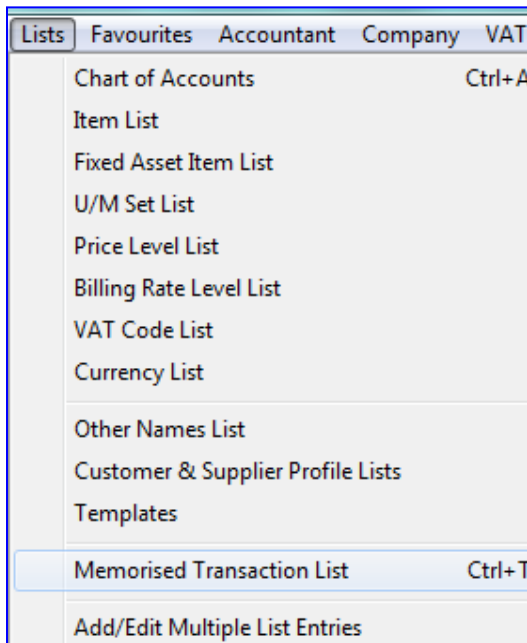 Lists Favourites Accountant Company VAT
Chart of Accounts Ctrl+A
Item List
Fixed Asset Item List
U/M Set List
Price Level List
Billing Rate Level List
VAT Code List
Currency List
Other Names List
Customer & Supplier Profile Lists
Templates
Memorised Transaction List Ctrl+T
Add/Edit Multiple List Entries